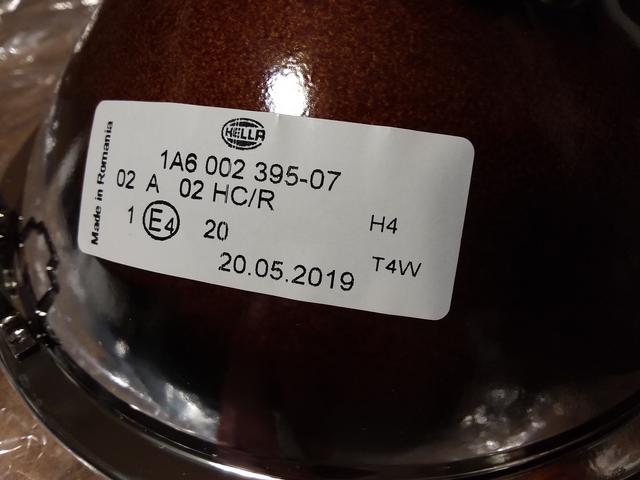 HELLA
Made in Romania
1A6 002 395-07
02 A 02 HC/R
1 E4 20 H4
20.05.2019 T4W